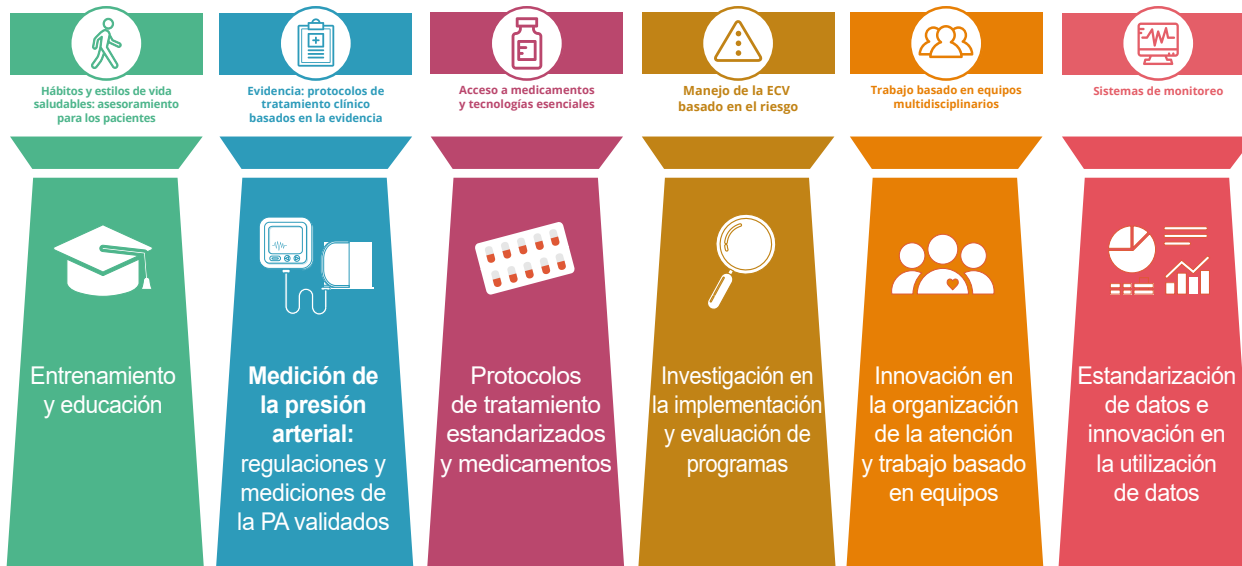 Hábitos y estilos de vida
saludables: asesoramiento
para los pacientes
Evidencia: protocolos de
tratamiento clínico
basados en la evidencia
Acceso a medicamentos
y tecnologías esenciales
Manejo de la ECV
basado en el riesgo
Trabajo basado en equipos
multidisciplinarios
Sistemas de monitoreo
Entrenamiento
y educación
Medición de
la presión
arterial:
regulaciones y
mediciones de
la PA validados
Protocolos
de tratamiento
estandarizados
y medicamentos
Investigación en
la implementación
y evaluación de
programas
Innovación en
la organización
de la atención
y trabajo basado
en equipos
Estandarización
de datos e
innovación en
la utilización
de datos